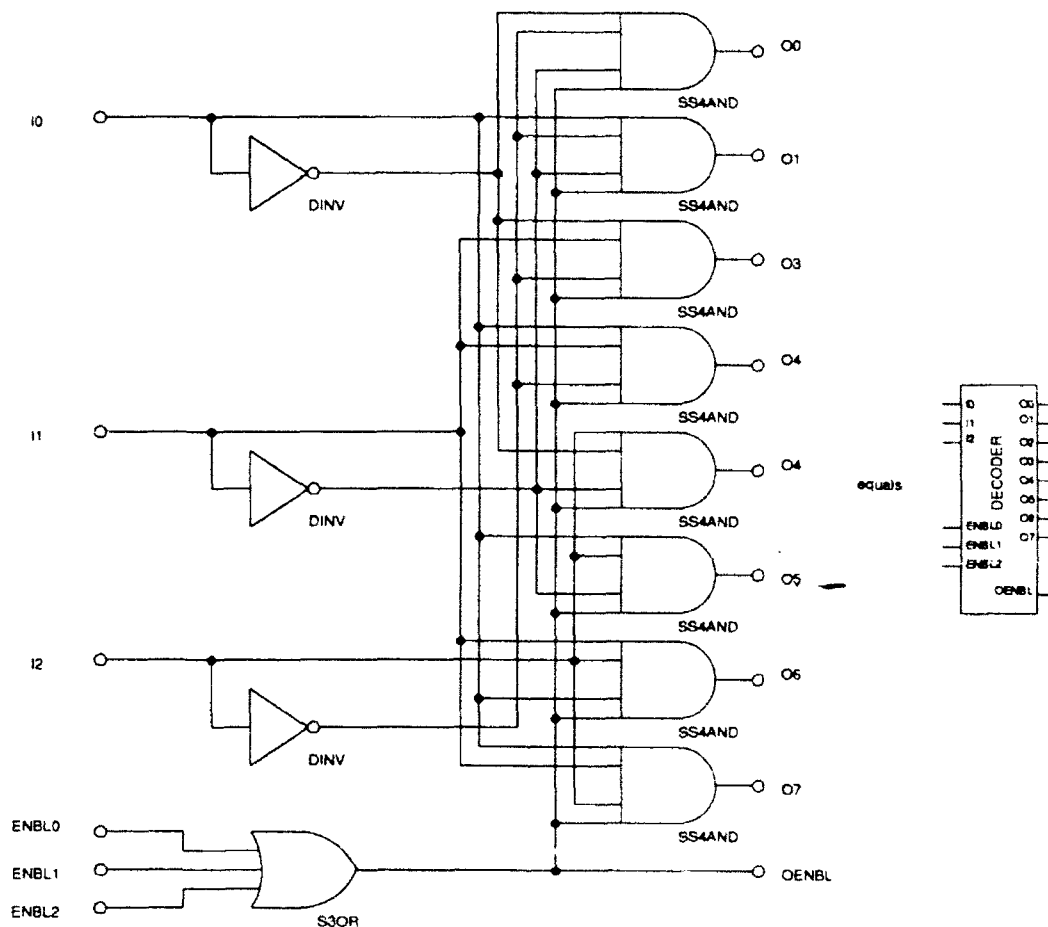 O0
SS4AND
I0
O1
DINV
SS4AND
O3
SS4AND
O4
SS4AND
I1
O4
DINV
SS4AND
O5
SS4AND
I2
O6
DINV
SS4AND
O7
SS4AND
ENBL0
ENBL1
ENBL2
S3OR
OENBL
equals
I0
I1
I2
DECODER
ENBL0
ENBL1
ENBL2
O0
O1
O2
O3
O4
O5
O6
O7
OENBL